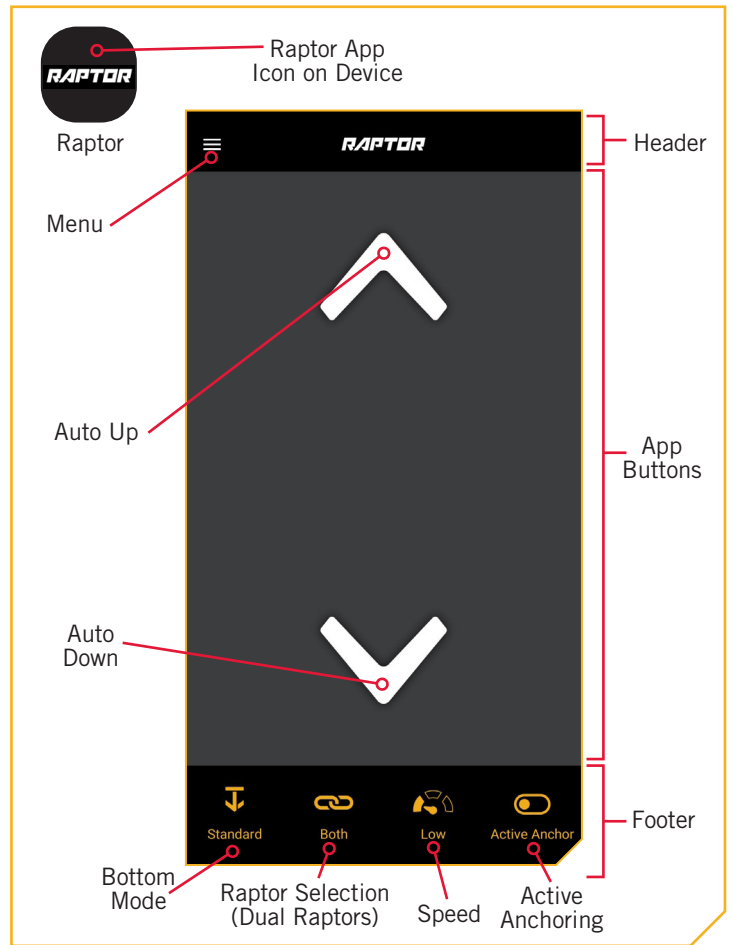 RAPTOR
Raptor App
Icon on Device
Raptor
RAPTOR
Header
Menu
Auto Up
App
Buttons
Auto
Down
Standard
Both
Low
Active Anchor
Footer
Bottom
Mode
Raptor Selection
(Dual Raptors)
Speed
Active
Anchoring